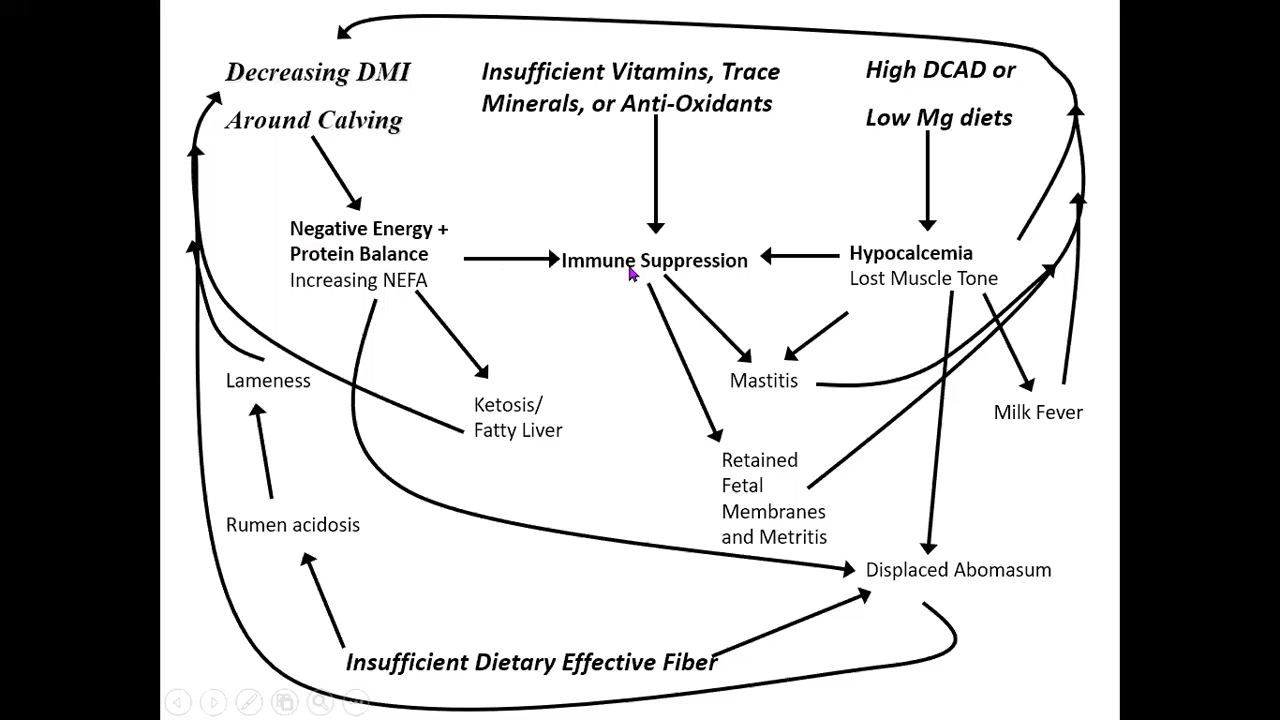 Decreasing DMI
Around Calving
Insufficient Vitamins, Trace
Minerals, or Anti-Oxidants
High DCAD or
Low Mg diets
Negative Energy +
Protein Balance
Increasing NEFA
Immune Suppression
Hypocalcemia
Lost Muscle Tone
Lameness
Ketosis/
Fatty Liver
Mastitis
Milk Fever
Retained
Fetal
Membranes
and Metritis
Rumen acidosis
Displaced Abomasum
Insufficient Dietary Effective Fiber